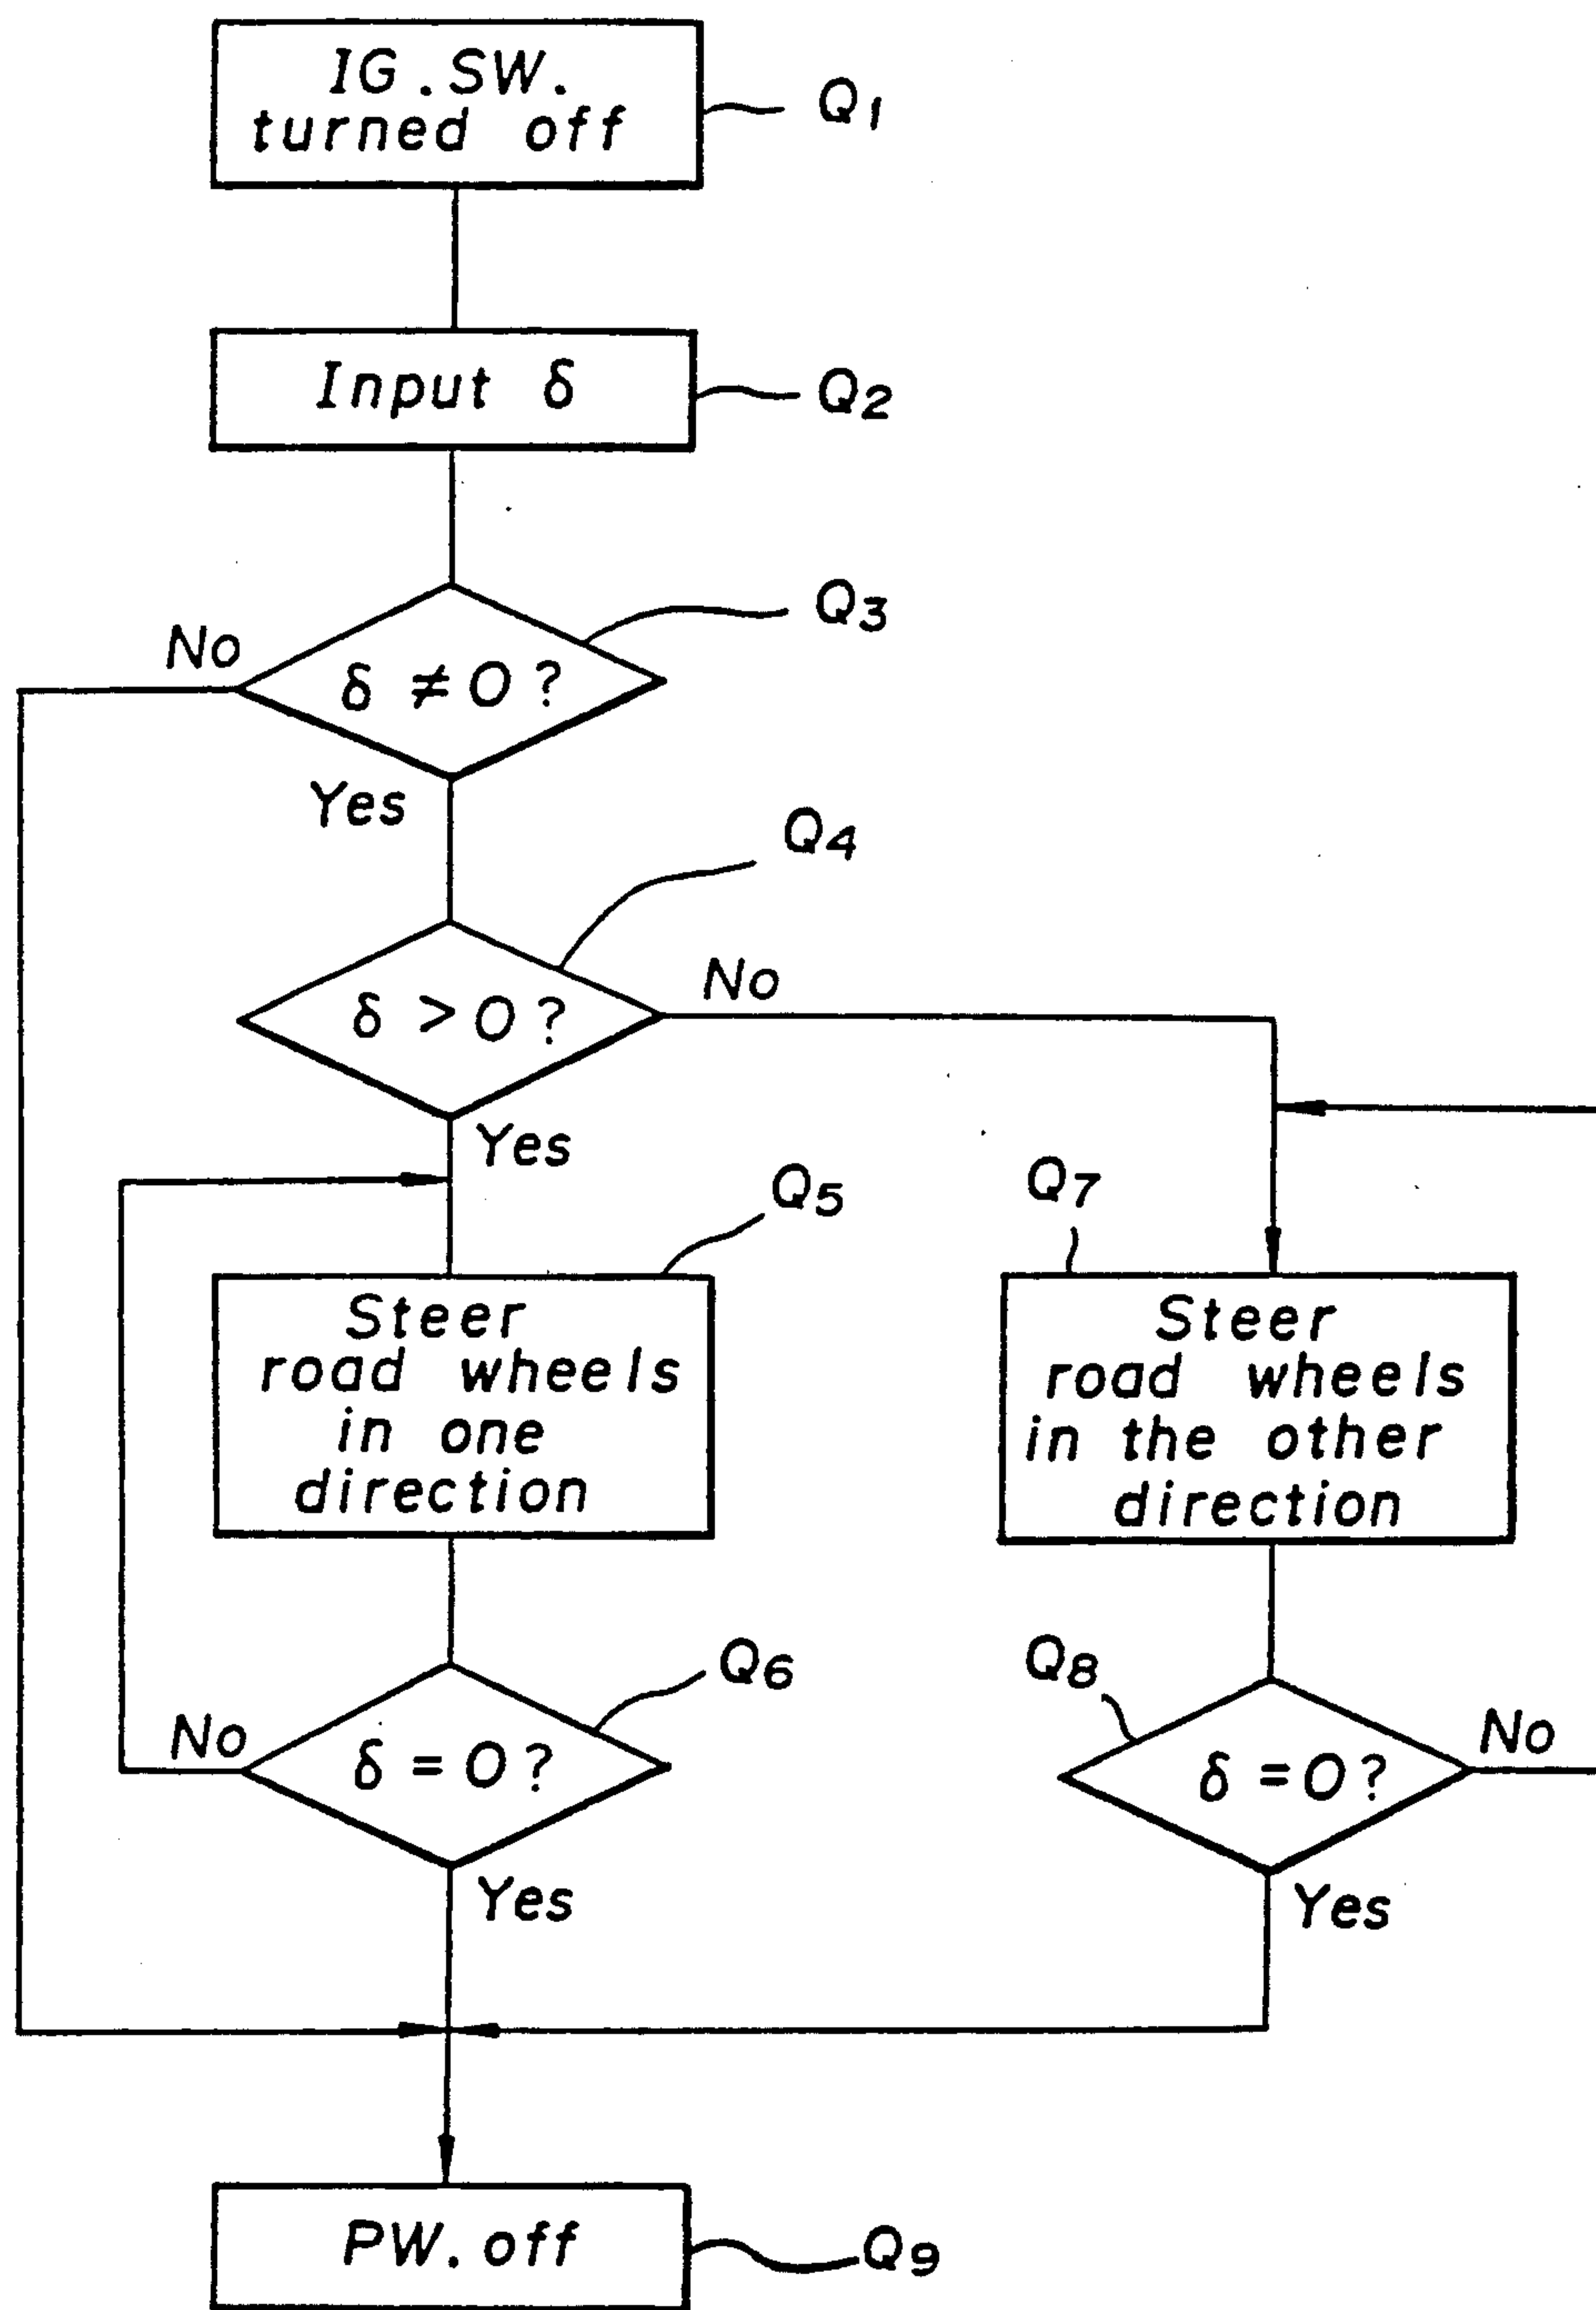 IG. SW.
turned off
Q1
Input δ
Q2
Q3
No
δ ≠ 0 ?
Yes
Q4
No
δ > 0 ?
Yes
Q5
Steer
road wheels
in one
direction
Q7
Steer
road wheels
in the other
direction
Q6
No
δ = 0 ?
Yes
Q8
No
δ = 0 ?
Yes
PW. off
Q9